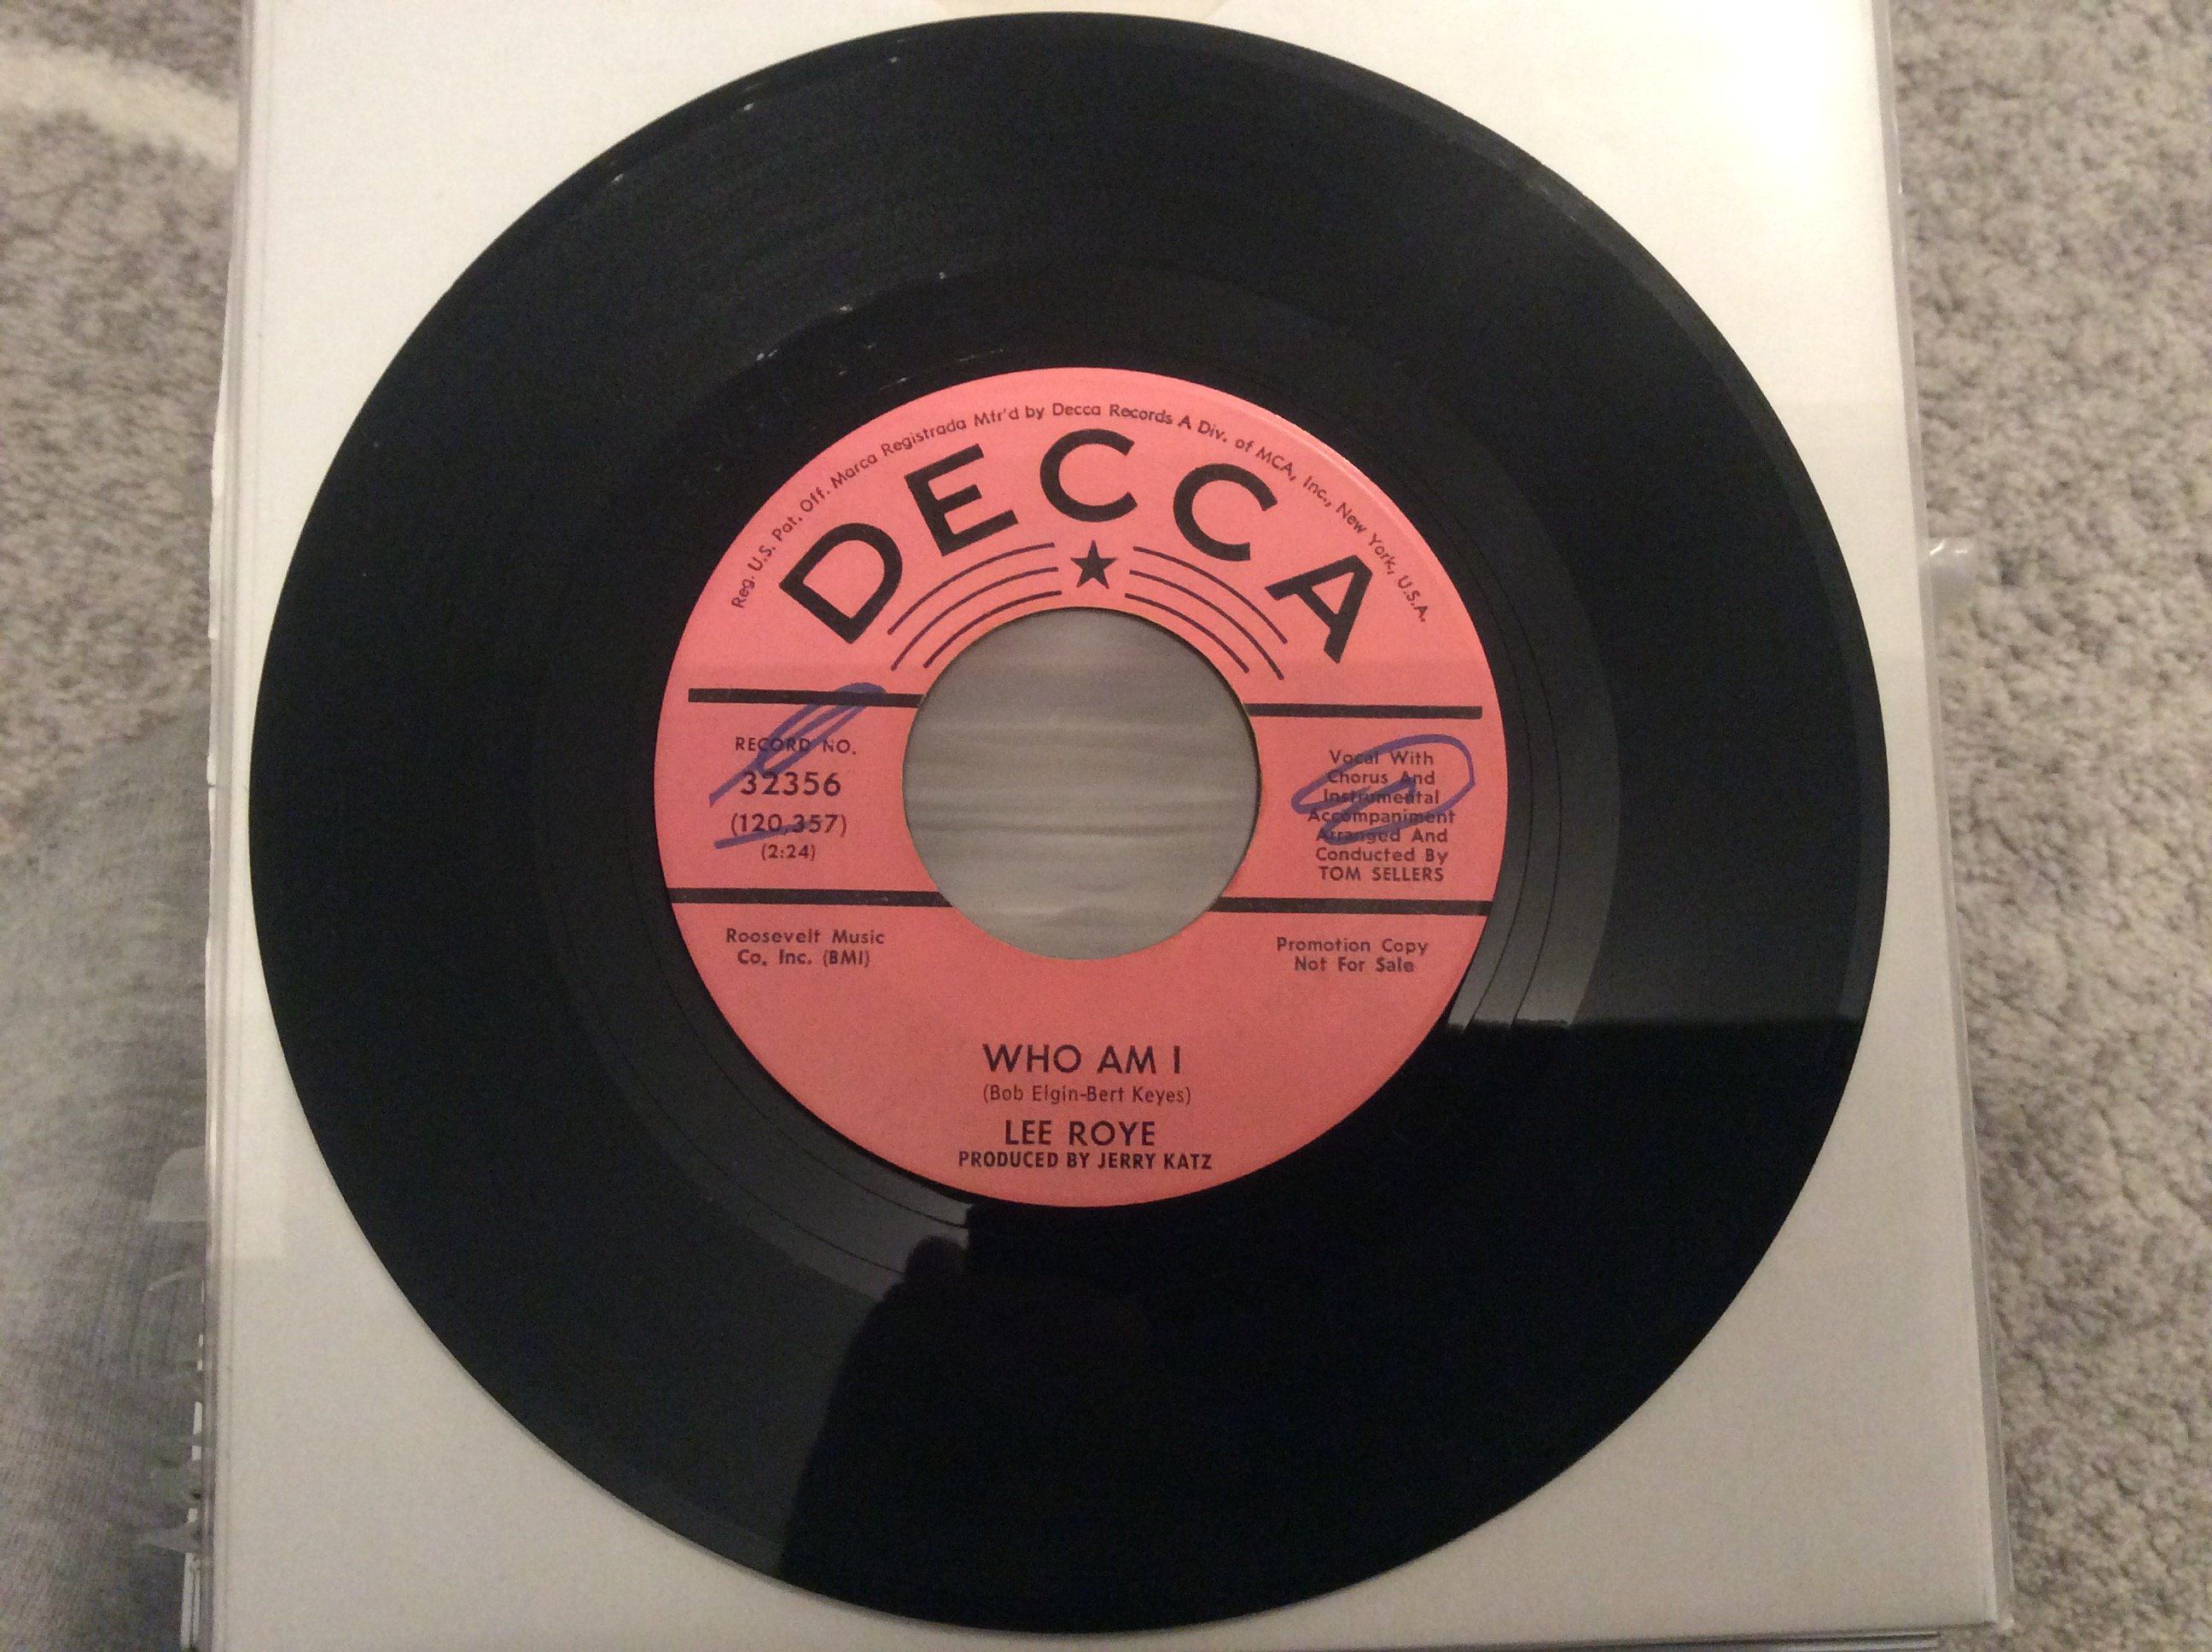 Reg. U.S. Pat. Off. Marca Registrada Mfr'd by Decca Records A Div. of MCA, Inc., New York, U.S.A.
DECCA
RECORD NO.
32356
(120,357)
(2:24)
Vocal With
Chorus And
Instrumental
Accompaniment
Arranged And
Conducted By
TOM SELLERS
Roosevelt Music
Co. Inc. (BMI)
Promotion Copy
Not For Sale
WHO AM I
(Bob Elgin-Bert Keyes)
LEE ROYE
PRODUCED BY JERRY KATZ